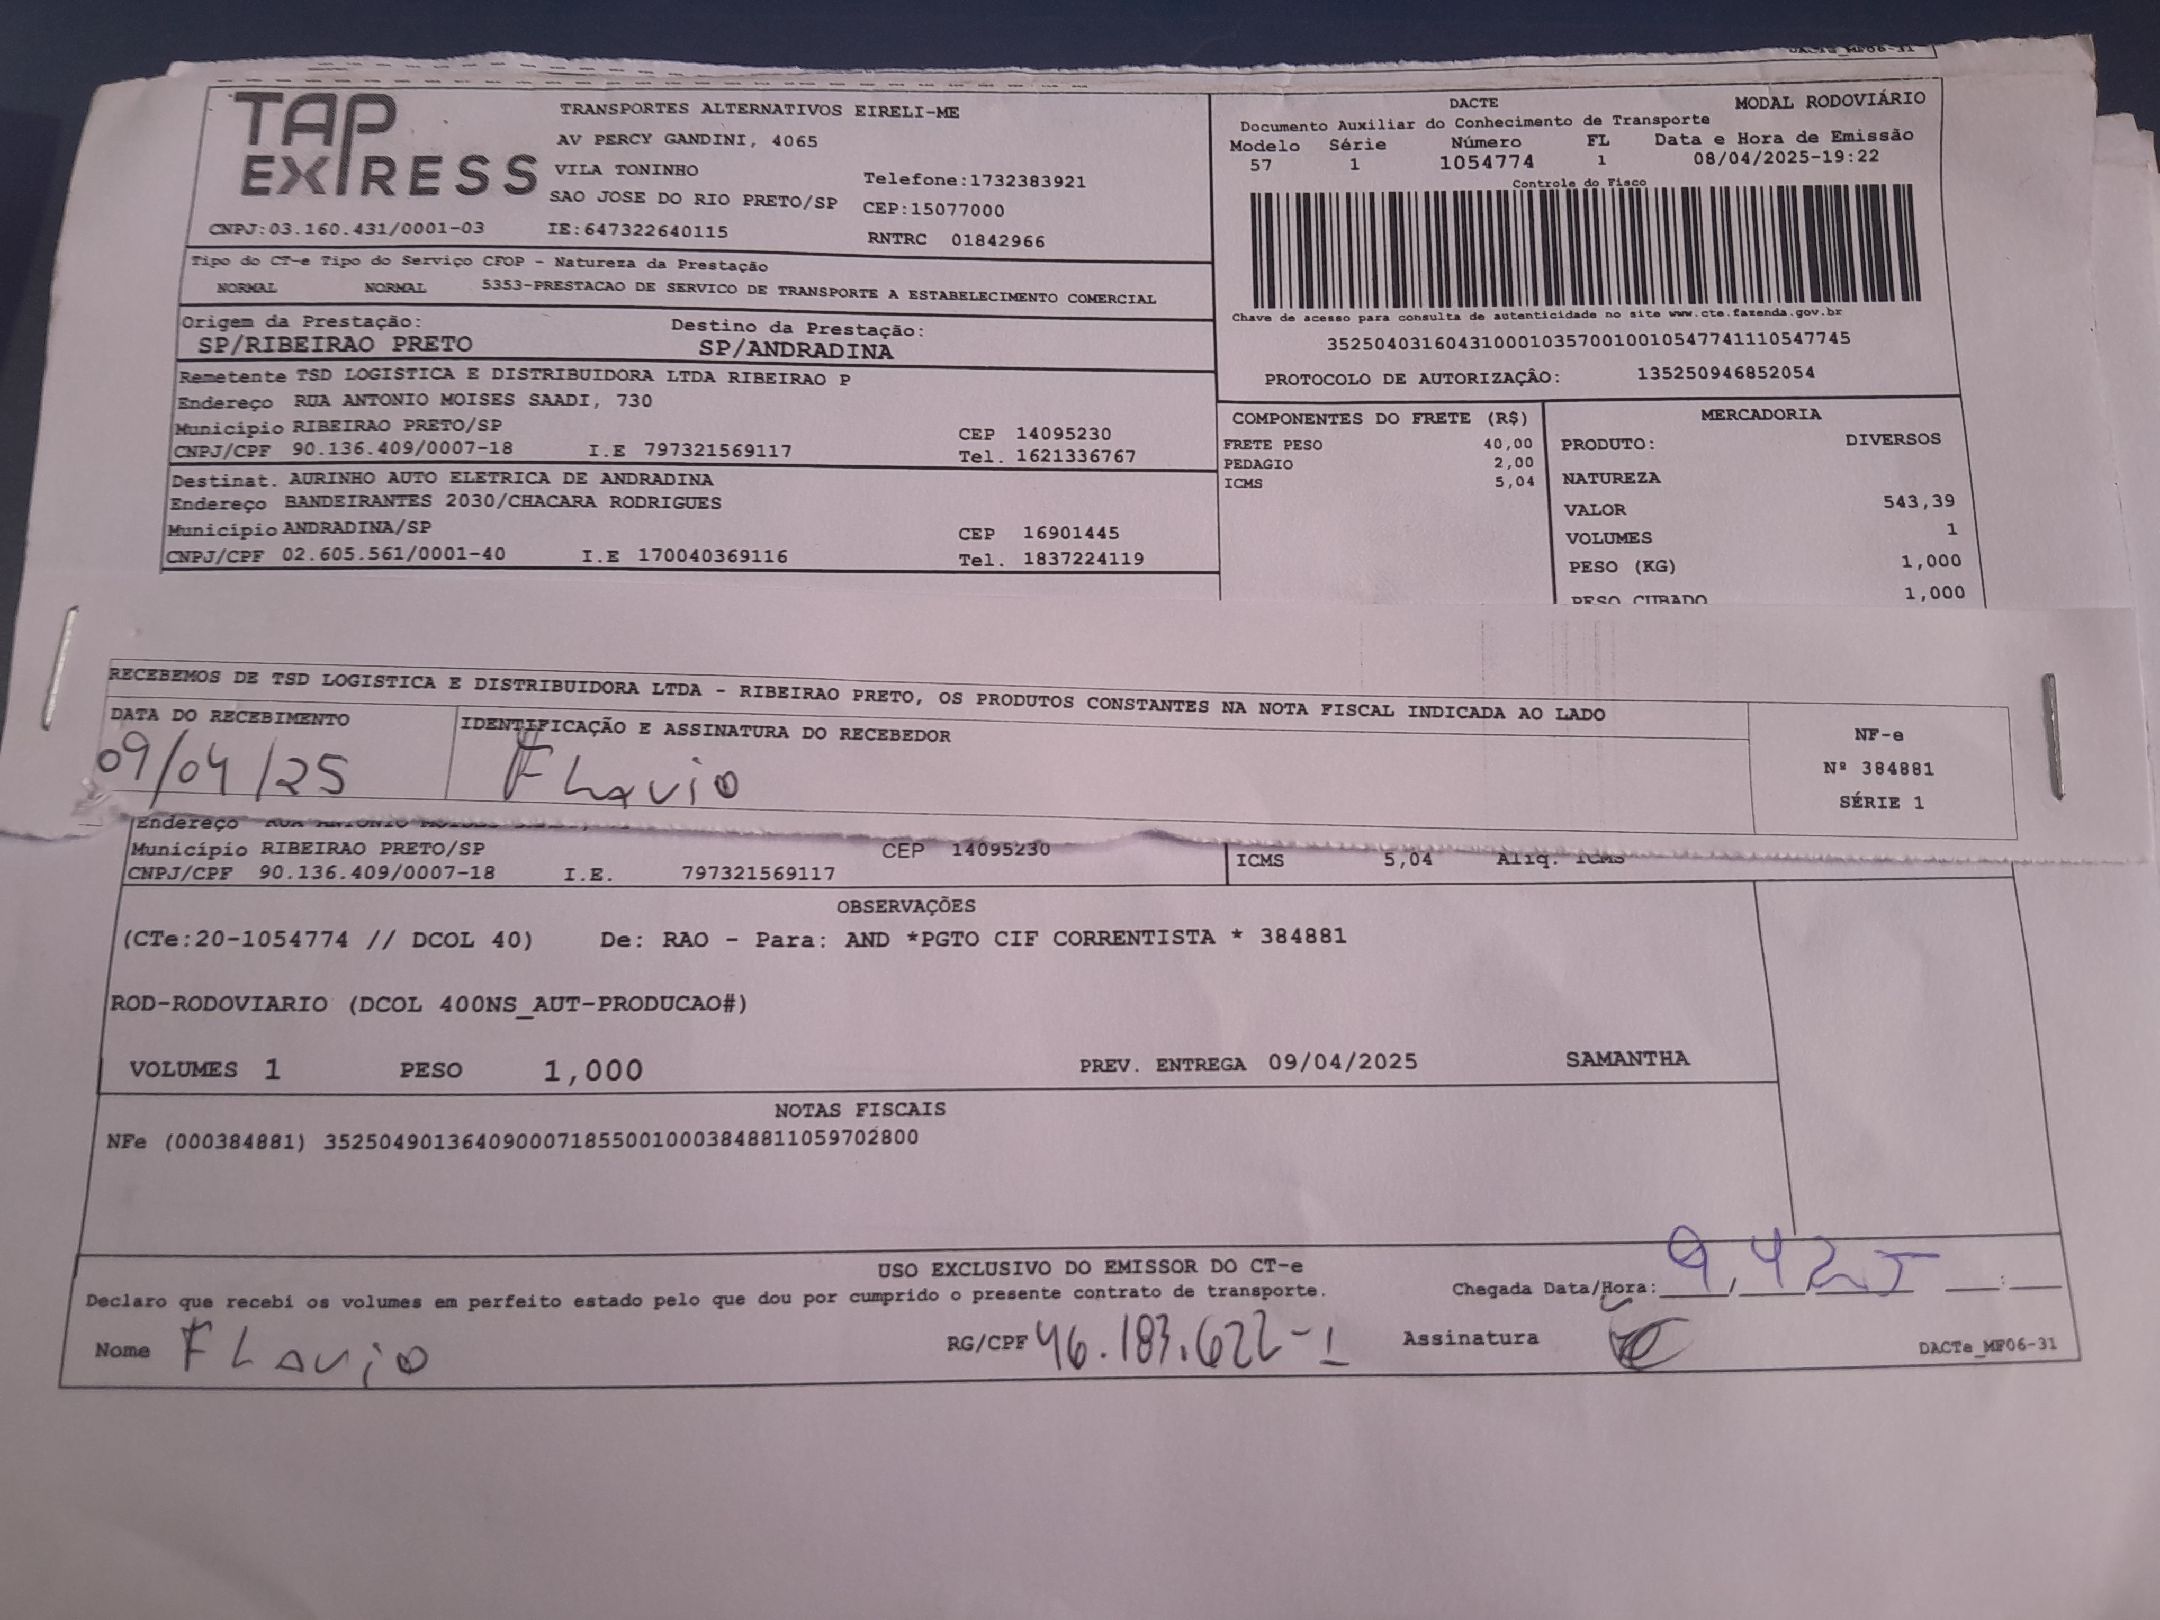 DACTe_MF06-31
TAP EXPRESS
TRANSPORTES ALTERNATIVOS EIRELI-ME
AV PERCY GANDINI, 4065
VILA TONINHO
Telefone:1732383921
SAO JOSE DO RIO PRETO/SP CEP:15077000
CNPJ:03.160.431/0001-03 IE:647322640115 RNTRC 01842966
DACTE MODAL RODOVIÁRIO
Documento Auxiliar do Conhecimento de Transporte
Modelo Série Número FL Data e Hora de Emissão
57 1 1054774 1 08/04/2025-19:22
Controle do Fisco
Chave de acesso para consulta de autenticidade no site www.cte.fazenda.gov.br
35250403160431000103570010010547741110547745
PROTOCOLO DE AUTORIZAÇÃO: 135250946852054
Tipo do CT-e Tipo do Serviço CFOP - Natureza da Prestação
NORMAL NORMAL 5353-PRESTACAO DE SERVICO DE TRANSPORTE A ESTABELECIMENTO COMERCIAL
Origem da Prestação: Destino da Prestação:
SP/RIBEIRAO PRETO SP/ANDRADINA
Remetente TSD LOGISTICA E DISTRIBUIDORA LTDA RIBEIRAO P
Endereço RUA ANTONIO MOISES SAADI, 730
Município RIBEIRAO PRETO/SP CEP 14095230
CNPJ/CPF 90.136.409/0007-18 I.E 797321569117 Tel. 1621336767
Destinat. AURINHO AUTO ELETRICA DE ANDRADINA
Endereço BANDEIRANTES 2030/CHACARA RODRIGUES
Município ANDRADINA/SP CEP 16901445
CNPJ/CPF 02.605.561/0001-40 I.E 170040369116 Tel. 1837224119
COMPONENTES DO FRETE (R$)
FRETE PESO 40,00
PEDAGIO 2,00
ICMS 5,04
MERCADORIA
PRODUTO: DIVERSOS
NATUREZA
VALOR 543,39
VOLUMES 1
PESO (KG) 1,000
PESO CUBADO 1,000
RECEBEMOS DE TSD LOGISTICA E DISTRIBUIDORA LTDA - RIBEIRAO PRETO, OS PRODUTOS CONSTANTES NA NOTA FISCAL INDICADA AO LADO
DATA DO RECEBIMENTO IDENTIFICAÇÃO E ASSINATURA DO RECEBEDOR
09/04/25 Flavio
NF-e
Nº 384881
SÉRIE 1
Endereço RUA ANTONIO
Município RIBEIRAO PRETO/SP CEP 14095230
CNPJ/CPF 90.136.409/0007-18 I.E. 797321569117
ICMS 5,04 Aliq. ICMS
OBSERVAÇÕES
(CTe:20-1054774 // DCOL 40) De: RAO - Para: AND *PGTO CIF CORRENTISTA * 384881
ROD-RODOVIARIO (DCOL 400NS_AUT-PRODUCAO#)
VOLUMES 1 PESO 1,000 PREV. ENTREGA 09/04/2025 SAMANTHA
NOTAS FISCAIS
NFe (000384881) 35250490136409000718550010003848811059702800
USO EXCLUSIVO DO EMISSOR DO CT-e
Declaro que recebi os volumes em perfeito estado pelo que dou por cumprido o presente contrato de transporte. Chegada Data/Hora: 9, 4 25
Nome Flavio RG/CPF 46.183.622-1 Assinatura
DACTe_MF06-31